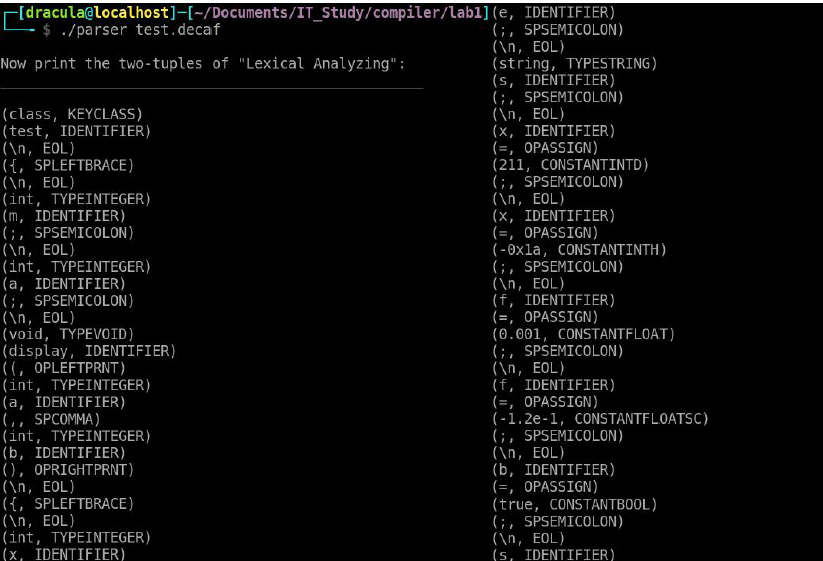 ┌─[dracula@localhost]─[~/Documents/IT_Study/compiler/lab1]
└──╼ $ ./parser test.decaf
Now print the two-tuples of "Lexical Analyzing":
(class, KEYCLASS)
(test, IDENTIFIER)
(\n, EOL)
({, SPLEFTBRACE)
(\n, EOL)
(int, TYPEINTEGER)
(m, IDENTIFIER)
(;, SPSEMICOLON)
(\n, EOL)
(int, TYPEINTEGER)
(a, IDENTIFIER)
(;, SPSEMICOLON)
(\n, EOL)
(void, TYPEVOID)
(display, IDENTIFIER)
((, OPLEFTPRNT)
(int, TYPEINTEGER)
(a, IDENTIFIER)
(,, SPCOMMA)
(int, TYPEINTEGER)
(b, IDENTIFIER)
(), OPRIGHTPRNT)
(\n, EOL)
({, SPLEFTBRACE)
(\n, EOL)
(int, TYPEINTEGER)
(x, IDENTIFIER)
(e, IDENTIFIER)
(;, SPSEMICOLON)
(\n, EOL)
(string, TYPESTRING)
(s, IDENTIFIER)
(;, SPSEMICOLON)
(\n, EOL)
(x, IDENTIFIER)
(=, OPASSIGN)
(211, CONSTANTINTD)
(;, SPSEMICOLON)
(\n, EOL)
(x, IDENTIFIER)
(=, OPASSIGN)
(-0x1a, CONSTANTINTH)
(;, SPSEMICOLON)
(\n, EOL)
(f, IDENTIFIER)
(=, OPASSIGN)
(0.001, CONSTANTFLOAT)
(;, SPSEMICOLON)
(\n, EOL)
(f, IDENTIFIER)
(=, OPASSIGN)
(-1.2e-1, CONSTANTFLOATSC)
(;, SPSEMICOLON)
(\n, EOL)
(b, IDENTIFIER)
(=, OPASSIGN)
(true, CONSTANTBOOL)
(;, SPSEMICOLON)
(\n, EOL)
(s, IDENTIFIER)